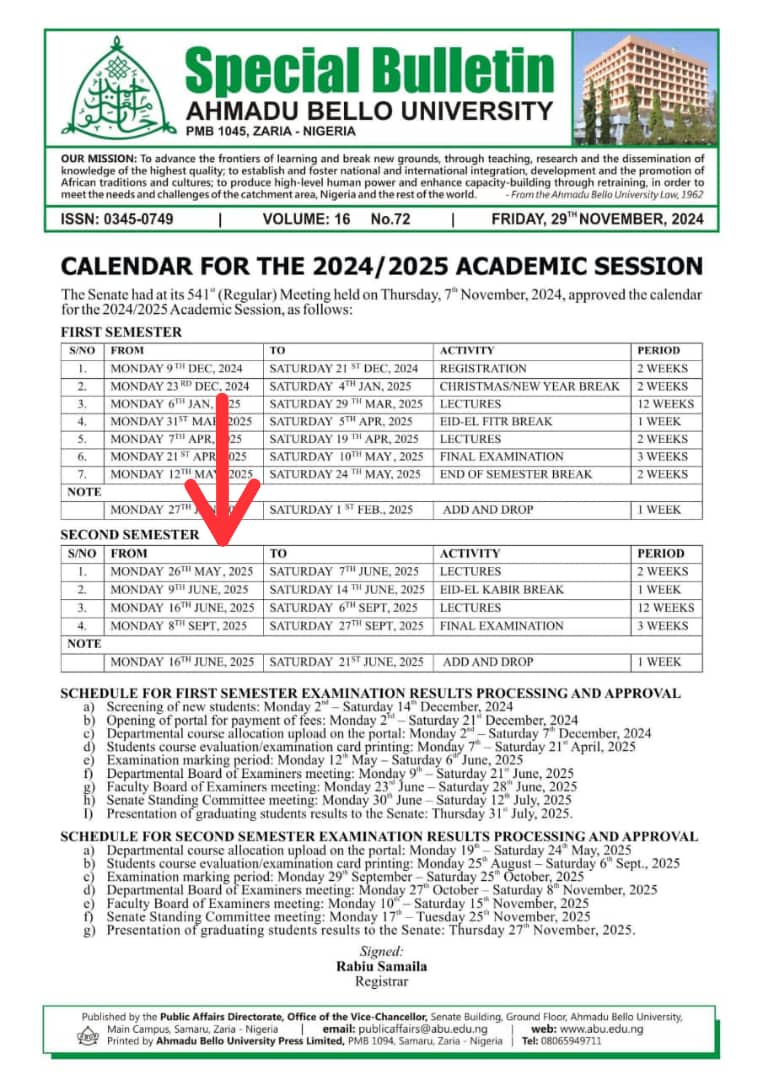 Special Bulletin
AHMADU BELLO UNIVERSITY
PMB 1045, ZARIA - NIGERIA
OUR MISSION: To advance the frontiers of learning and break new grounds, through teaching, research and the dissemination of
knowledge of the highest quality; to establish and foster national and international integration, development and the promotion of
African traditions and cultures; to produce high-level human power and enhance capacity-building through retraining, in order to
meet the needs and challenges of the catchment area, Nigeria and the rest of the world. - From the Ahmadu Bello University Law, 1962
ISSN: 0345-0749 | VOLUME: 16 No.72 | FRIDAY, 29TH NOVEMBER, 2024
CALENDAR FOR THE 2024/2025 ACADEMIC SESSION
The Senate had at its 541st (Regular) Meeting held on Thursday, 7th November, 2024, approved the calendar
for the 2024/2025 Academic Session, as follows:
FIRST SEMESTER
S/NO FROM TO ACTIVITY PERIOD
1. MONDAY 9TH DEC, 2024 SATURDAY 21ST DEC, 2024 REGISTRATION 2 WEEKS
2. MONDAY 23RD DEC, 2024 SATURDAY 4TH JAN, 2025 CHRISTMAS/NEW YEAR BREAK 2 WEEKS
3. MONDAY 6TH JAN, 25 SATURDAY 29TH MAR, 2025 LECTURES 12 WEEKS
4. MONDAY 31ST MA 2025 SATURDAY 5TH APR, 2025 EID-EL FITR BREAK 1 WEEK
5. MONDAY 7TH APR, 25 SATURDAY 19TH APR, 2025 LECTURES 2 WEEKS
6. MONDAY 21ST APR 025 SATURDAY 10TH MAY, 2025 FINAL EXAMINATION 3 WEEKS
7. MONDAY 12TH MAY 2025 SATURDAY 24TH MAY, 2025 END OF SEMESTER BREAK 2 WEEKS
NOTE
MONDAY 27TH SATURDAY 1ST FEB., 2025 ADD AND DROP 1 WEEK
SECOND SEMESTER
S/NO FROM TO ACTIVITY PERIOD
1. MONDAY 26TH MAY, 2025 SATURDAY 7TH JUNE, 2025 LECTURES 2 WEEKS
2. MONDAY 9TH JUNE, 2025 SATURDAY 14TH JUNE, 2025 EID-EL KABIR BREAK 1 WEEK
3. MONDAY 16TH JUNE, 2025 SATURDAY 6TH SEPT, 2025 LECTURES 12 WEEKS
4. MONDAY 8TH SEPT, 2025 SATURDAY 27TH SEPT, 2025 FINAL EXAMINATION 3 WEEKS
NOTE
MONDAY 16TH JUNE, 2025 SATURDAY 21ST JUNE, 2025 ADD AND DROP 1 WEEK
SCHEDULE FOR FIRST SEMESTER EXAMINATION RESULTS PROCESSING AND APPROVAL
a) Screening of new students: Monday 2nd – Saturday 14th December, 2024
b) Opening of portal for payment of fees: Monday 2nd – Saturday 21st December, 2024
c) Departmental course allocation upload on the portal: Monday 2nd – Saturday 7th December, 2024
d) Students course evaluation/examination card printing: Monday 7th – Saturday 21st April, 2025
e) Examination marking period: Monday 12th May – Saturday 6th June, 2025
f) Departmental Board of Examiners meeting: Monday 9th – Saturday 21st June, 2025
g) Faculty Board of Examiners meeting: Monday 23rd June – Saturday 28th June, 2025
h) Senate Standing Committee meeting: Monday 30th June – Saturday 12th July, 2025
I) Presentation of graduating students results to the Senate: Thursday 31st July, 2025.
SCHEDULE FOR SECOND SEMESTER EXAMINATION RESULTS PROCESSING AND APPROVAL
a) Departmental course allocation upload on the portal: Monday 19th – Saturday 24th May, 2025
b) Students course evaluation/examination card printing: Monday 25th August – Saturday 6th Sept., 2025
c) Examination marking period: Monday 29th September – Saturday 25th October, 2025
d) Departmental Board of Examiners meeting: Monday 27th October – Saturday 8th November, 2025
e) Faculty Board of Examiners meeting: Monday 10th – Saturday 15th November, 2025
f) Senate Standing Committee meeting: Monday 17th – Tuesday 25th November, 2025
g) Presentation of graduating students results to the Senate: Thursday 27th November, 2025.
Signed:
Rabiu Samaila
Registrar
Published by the Public Affairs Directorate, Office of the Vice-Chancellor, Senate Building, Ground Floor, Ahmadu Bello University,
Main Campus, Samaru, Zaria - Nigeria | email: publicaffairs@abu.edu.ng | web: www.abu.edu.ng
Printed by Ahmadu Bello University Press Limited, PMB 1094, Samaru, Zaria - Nigeria | Tel: 08065949711